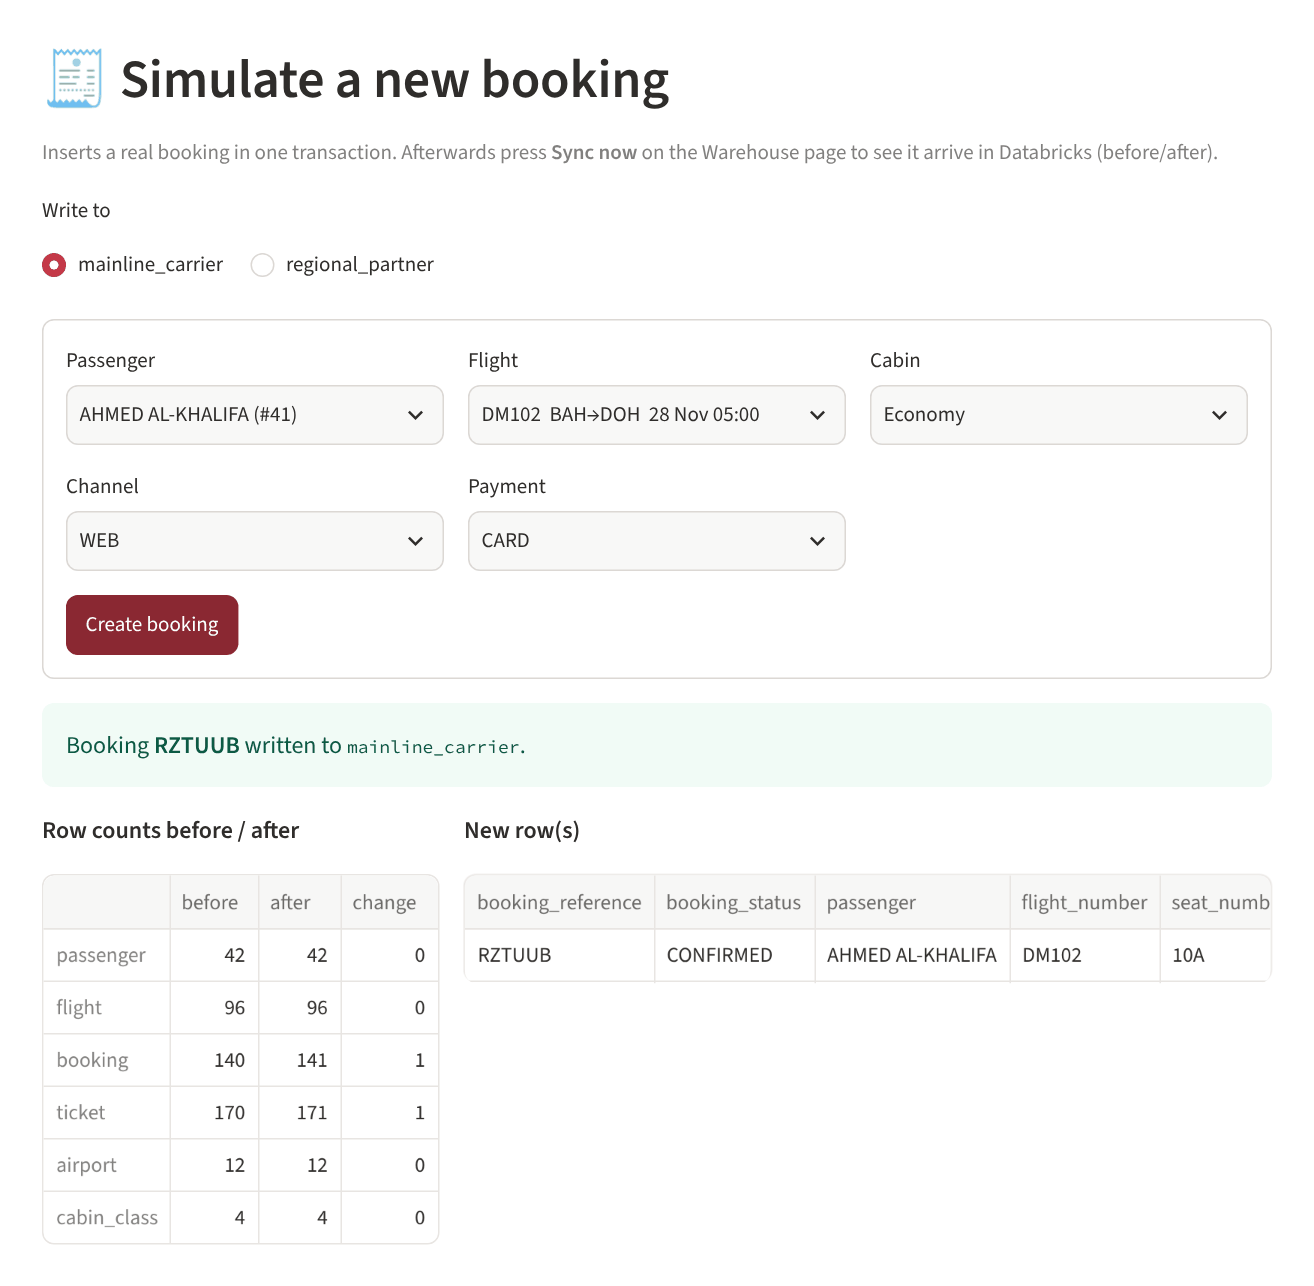 Simulate a new booking
Inserts a real booking in one transaction. Afterwards press Sync now on the Warehouse page to see it arrive in Databricks (before/after).
Write to
mainline_carrier regional_partner
Passenger Flight Cabin
AHMED AL-KHALIFA (#41) DM102 BAH→DOH 28 Nov 05:00 Economy
Channel Payment
WEB CARD
Create booking
Booking RZTUUB written to mainline_carrier.
Row counts before / after
before after change
passenger 42 42 0
flight 96 96 0
booking 140 141 1
ticket 170 171 1
airport 12 12 0
cabin_class 4 4 0
New row(s)
booking_reference booking_status passenger flight_number seat_numb
RZTUUB CONFIRMED AHMED AL-KHALIFA DM102 10A